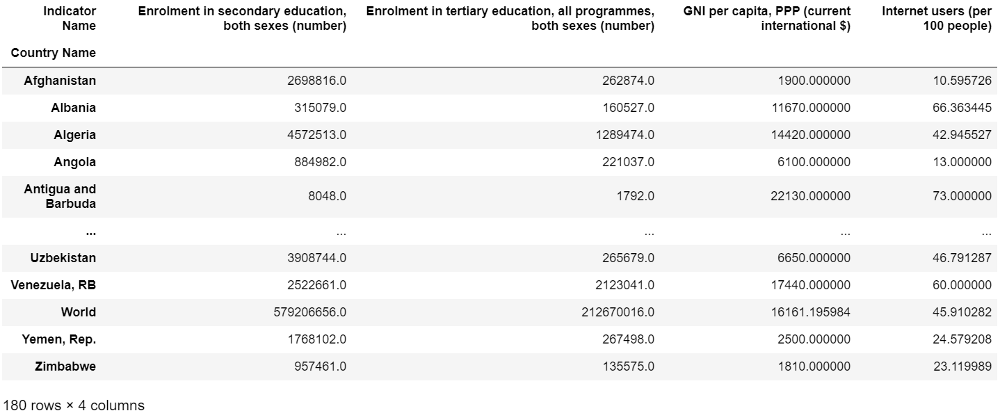 Indicator Name Enrolment in secondary education, both sexes (number) Enrolment in tertiary education, all programmes, both sexes (number) GNI per capita, PPP (current international $) Internet users (per 100 people)
Country Name
Afghanistan 2698816.0 262874.0 1900.000000 10.595726
Albania 315079.0 160527.0 11670.000000 66.363445
Algeria 4572513.0 1289474.0 14420.000000 42.945527
Angola 884982.0 221037.0 6100.000000 13.000000
Antigua and Barbuda 8048.0 1792.0 22130.000000 73.000000
... ... ... ... ...
Uzbekistan 3908744.0 265679.0 6650.000000 46.791287
Venezuela, RB 2522661.0 2123041.0 17440.000000 60.000000
World 579206656.0 212670016.0 16161.195984 45.910282
Yemen, Rep. 1768102.0 267498.0 2500.000000 24.579208
Zimbabwe 957461.0 135575.0 1810.000000 23.119989
180 rows × 4 columns